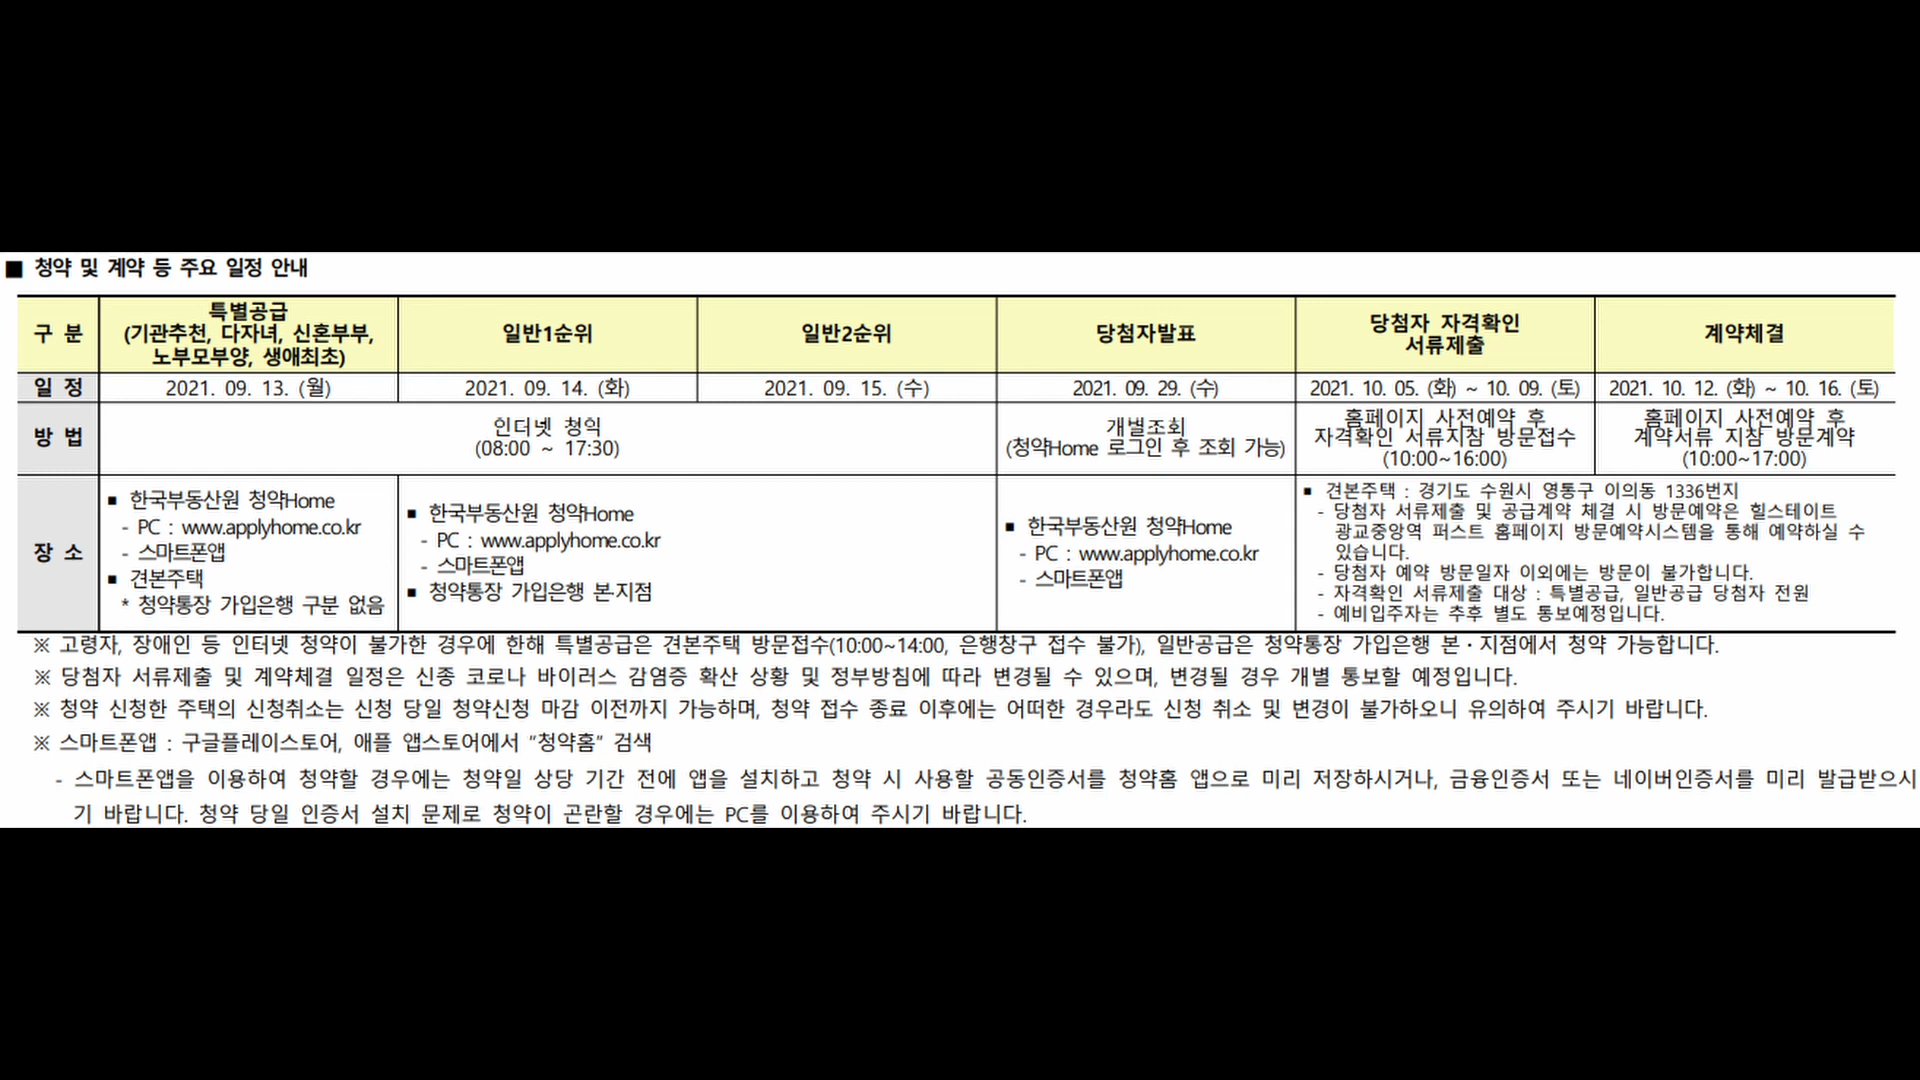 ■ 청약 및 계약 등 주요 일정 안내
구 분
특별공급
(기관추천, 다자녀, 신혼부부,
노부모부양, 생애최초)
일반1순위
일반2순위
당첨자발표
당첨자 자격확인
서류제출
계약체결
일 정
2021. 09. 13. (월)
2021. 09. 14. (화)
2021. 09. 15. (수)
2021. 09. 29. (수)
2021. 10. 05. (화) ~ 10. 09. (토)
2021. 10. 12. (화) ~ 10. 16. (토)
방 법
인터넷 청약
(08:00 ~ 17:30)
개별조회
(청약Home 로그인 후 조회 가능)
홈페이지 사전예약 후
자격확인 서류지참 방문접수
(10:00~16:00)
홈페이지 사전예약 후
계약서류 지참 방문계약
(10:00~17:00)
장 소
■ 한국부동산원 청약Home
- PC : www.applyhome.co.kr
- 스마트폰앱
■ 견본주택
* 청약통장 가입은행 구분 없음
■ 한국부동산원 청약Home
- PC : www.applyhome.co.kr
- 스마트폰앱
■ 청약통장 가입은행 본·지점
■ 한국부동산원 청약Home
- PC : www.applyhome.co.kr
- 스마트폰앱
■ 견본주택 : 경기도 수원시 영통구 이의동 1336번지
- 당첨자 서류제출 및 공급계약 체결 시 방문예약은 힐스테이트
광교중앙역 퍼스트 홈페이지 방문예약시스템을 통해 예약하실 수
있습니다.
- 당첨자 예약 방문일자 이외에는 방문이 불가합니다.
- 자격확인 서류제출 대상 : 특별공급, 일반공급 당첨자 전원
- 예비입주자는 추후 별도 통보예정입니다.
※ 고령자, 장애인 등 인터넷 청약이 불가한 경우에 한해 특별공급은 견본주택 방문접수(10:00~14:00, 은행창구 접수 불가), 일반공급은 청약통장 가입은행 본·지점에서 청약 가능합니다.
※ 당첨자 서류제출 및 계약체결 일정은 신종 코로나 바이러스 감염증 확산 상황 및 정부방침에 따라 변경될 수 있으며, 변경될 경우 개별 통보할 예정입니다.
※ 청약 신청한 주택의 신청취소는 신청 당일 청약신청 마감 이전까지 가능하며, 청약 접수 종료 이후에는 어떠한 경우라도 신청 취소 및 변경이 불가하오니 유의하여 주시기 바랍니다.
※ 스마트폰앱 : 구글플레이스토어, 애플 앱스토어에서 "청약홈" 검색
- 스마트폰앱을 이용하여 청약할 경우에는 청약일 상당 기간 전에 앱을 설치하고 청약 시 사용할 공동인증서를 청약홈 앱으로 미리 저장하시거나, 금융인증서 또는 네이버인증서를 미리 발급받으시
기 바랍니다. 청약 당일 인증서 설치 문제로 청약이 곤란할 경우에는 PC를 이용하여 주시기 바랍니다.